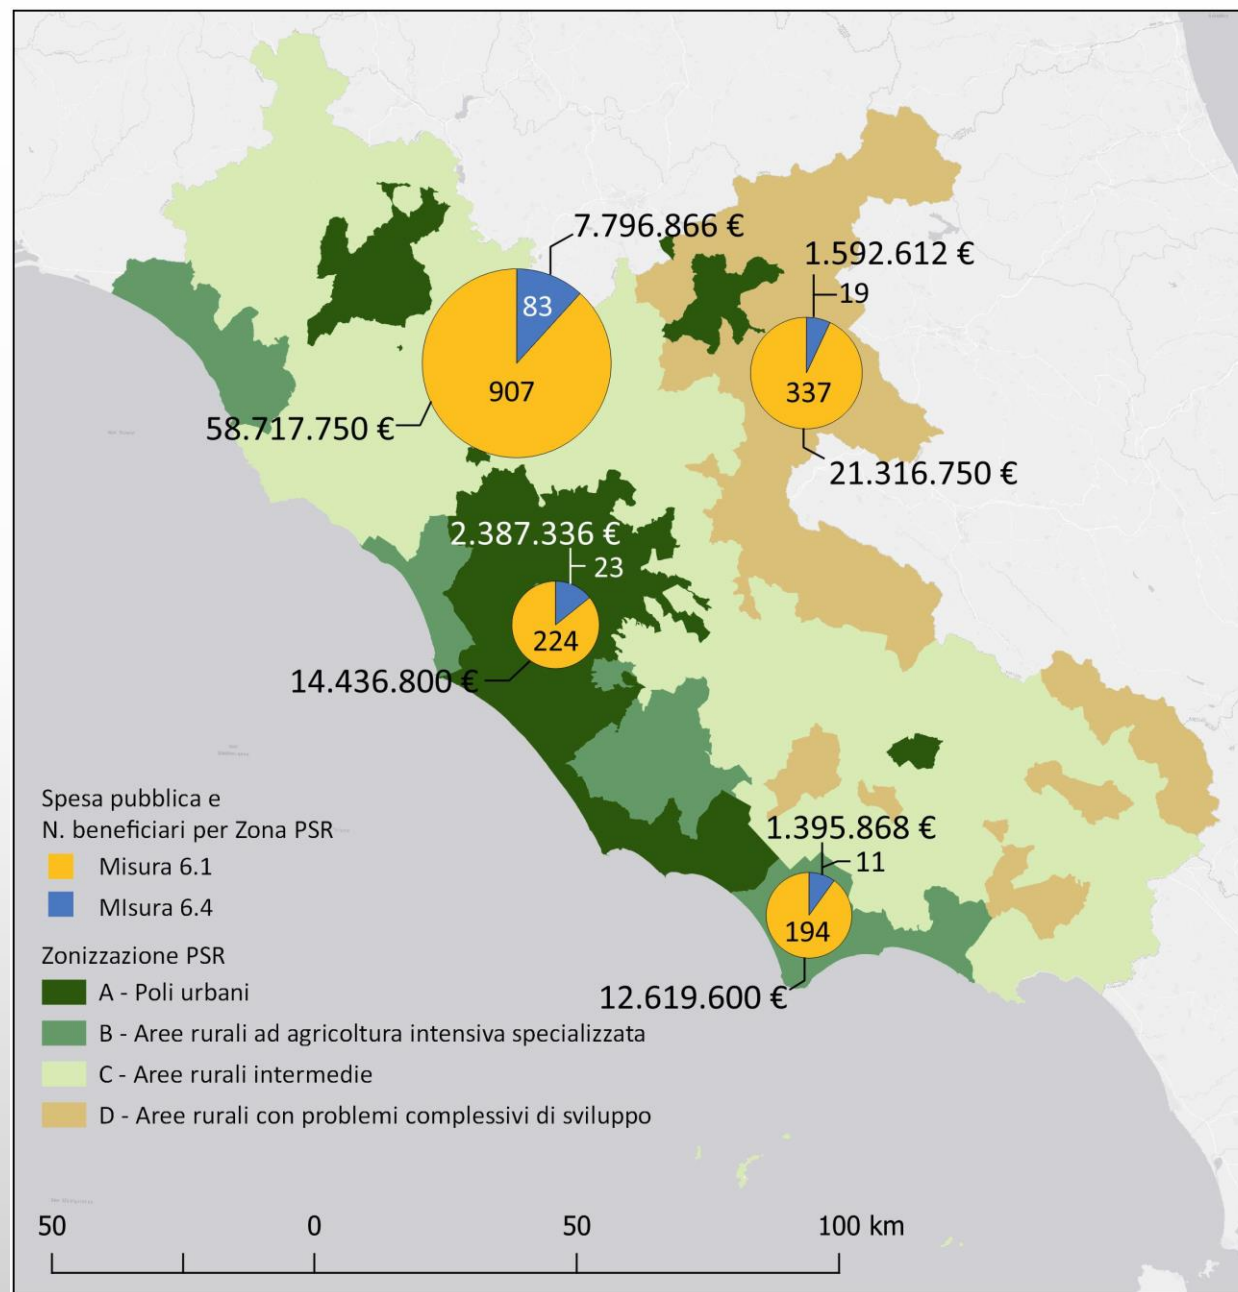 7.796.866 €
83
907
58.717.750 €
1.592.612 €
19
337
21.316.750 €
2.387.336 €
23
224
14.436.800 €
1.395.868 €
11
194
12.619.600 €
Spesa pubblica e
N. beneficiari per Zona PSR
Misura 6.1
MIsura 6.4
Zonizzazione PSR
A - Poli urbani
B - Aree rurali ad agricoltura intensiva specializzata
C - Aree rurali intermedie
D - Aree rurali con problemi complessivi di sviluppo
50 0 50 100 km